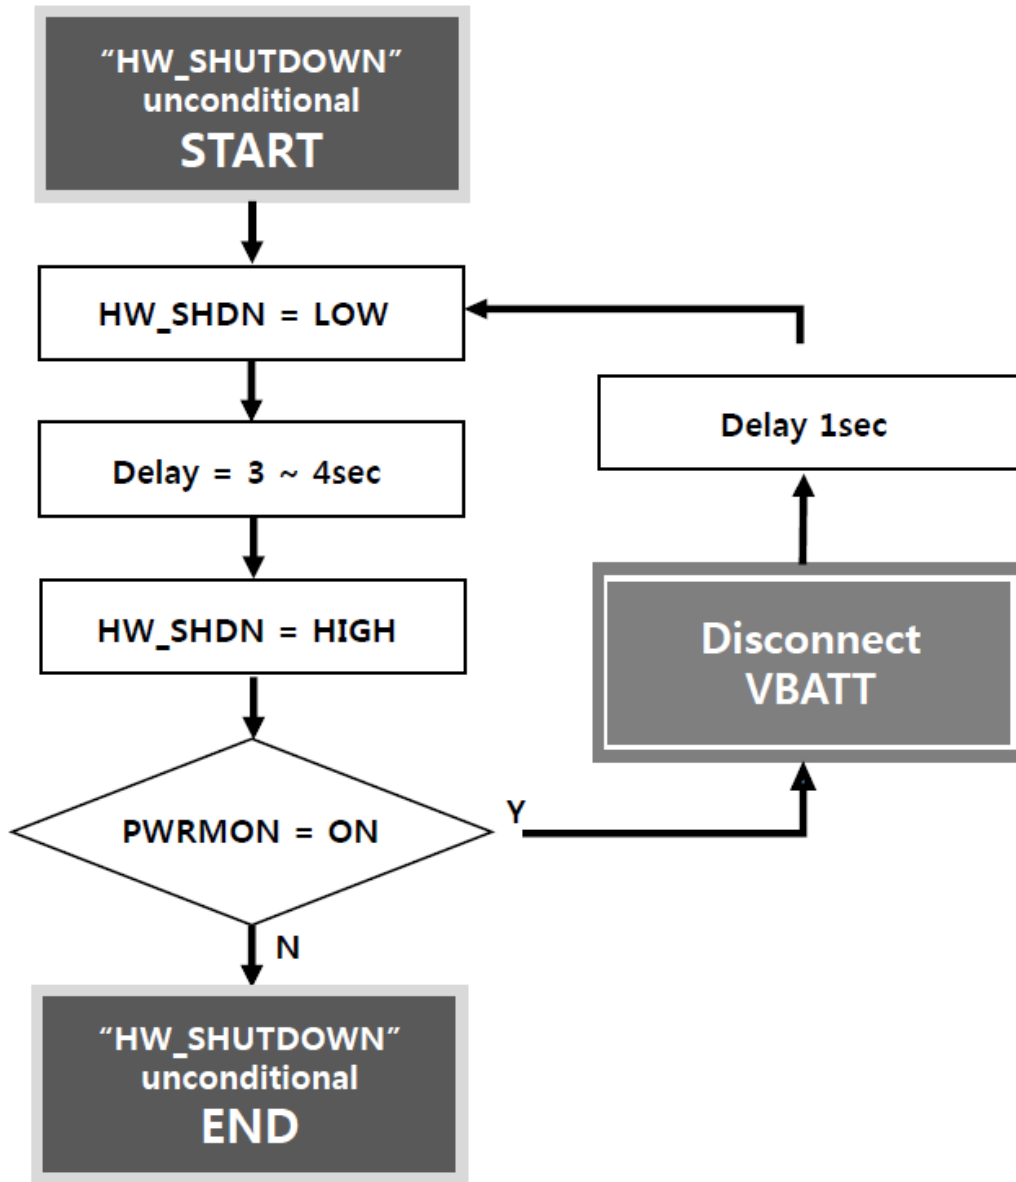 “HW_SHUTDOWN”
unconditional
START
HW_SHDN = LOW
Delay = 3 ~ 4sec
HW_SHDN = HIGH
PWRMON = ON
Y
N
Delay 1sec
Disconnect
VBATT
“HW_SHUTDOWN”
unconditional
END